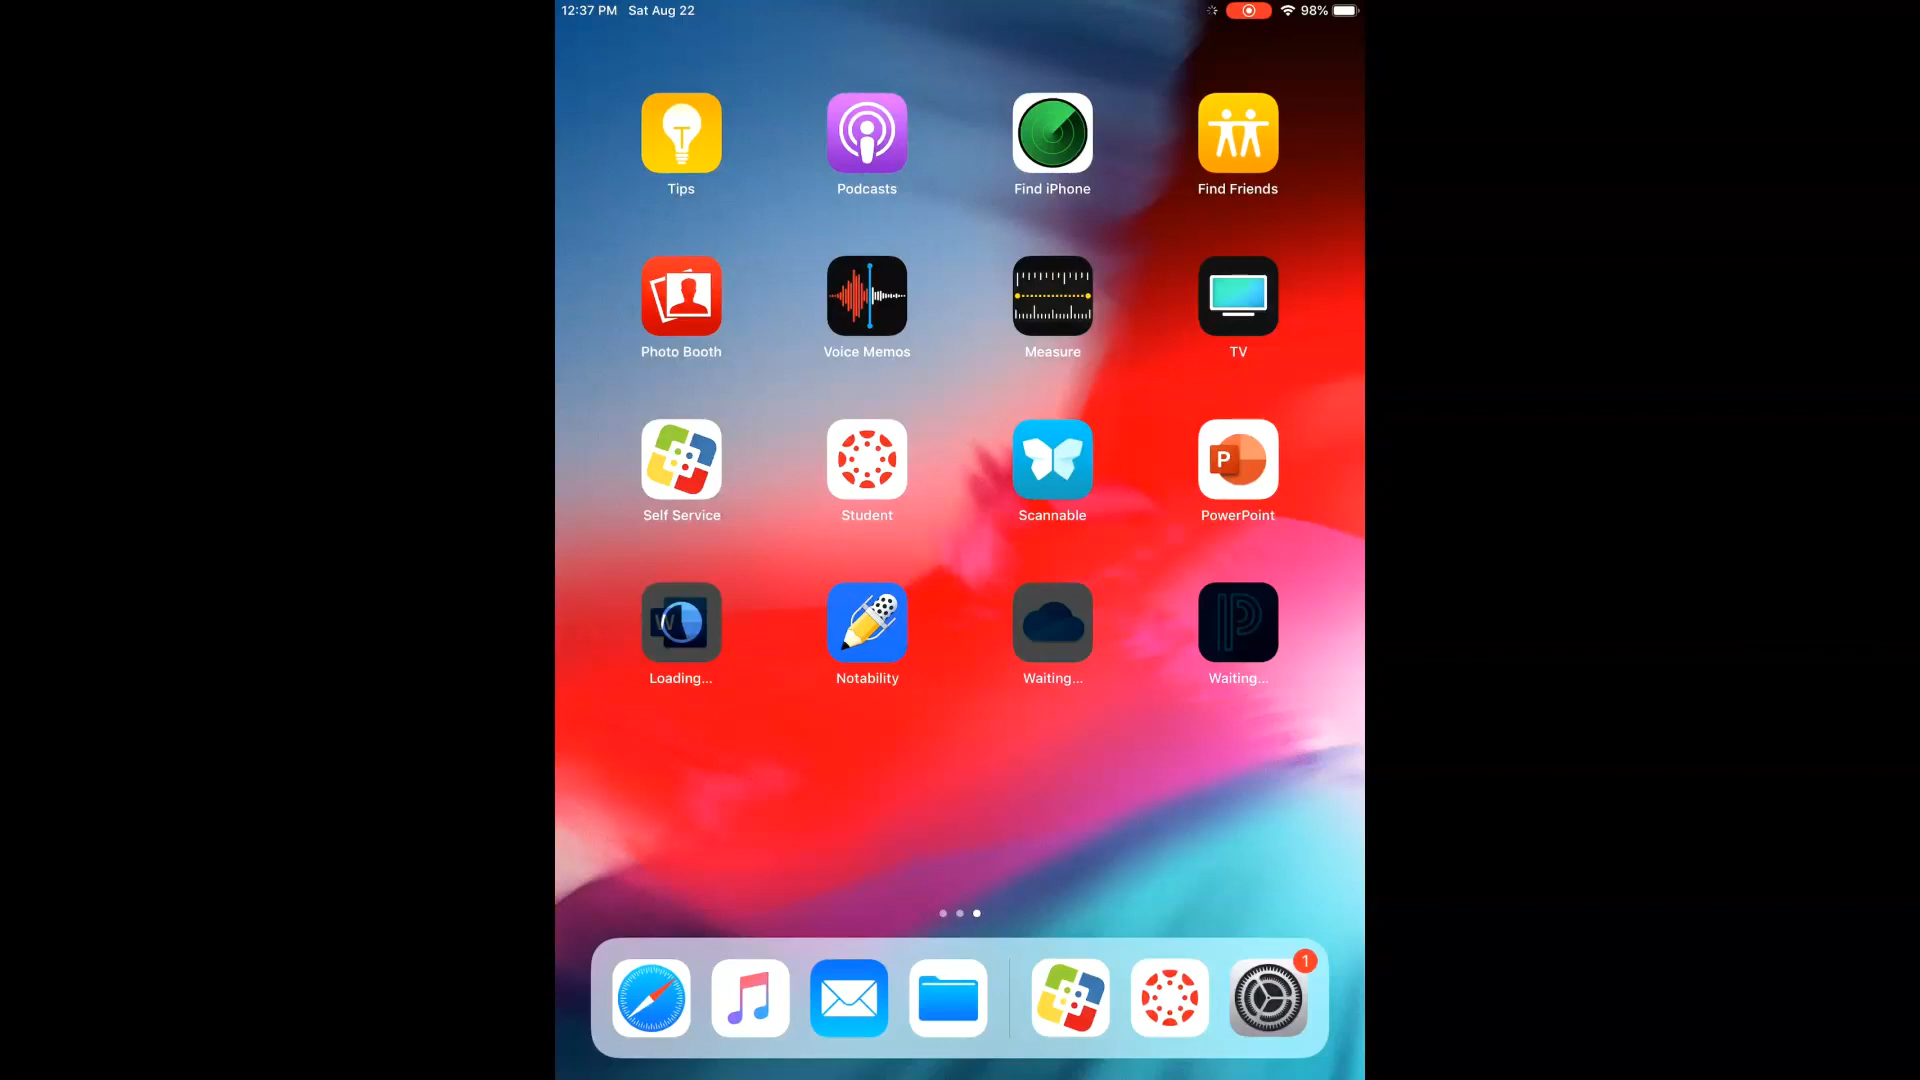 12:37 PM Sat Aug 22
98%
Tips Podcasts Find iPhone Find Friends
Photo Booth Voice Memos Measure TV
Self Service Student Scannable PowerPoint
P
W
Loading... Notability Waiting... Waiting...
1